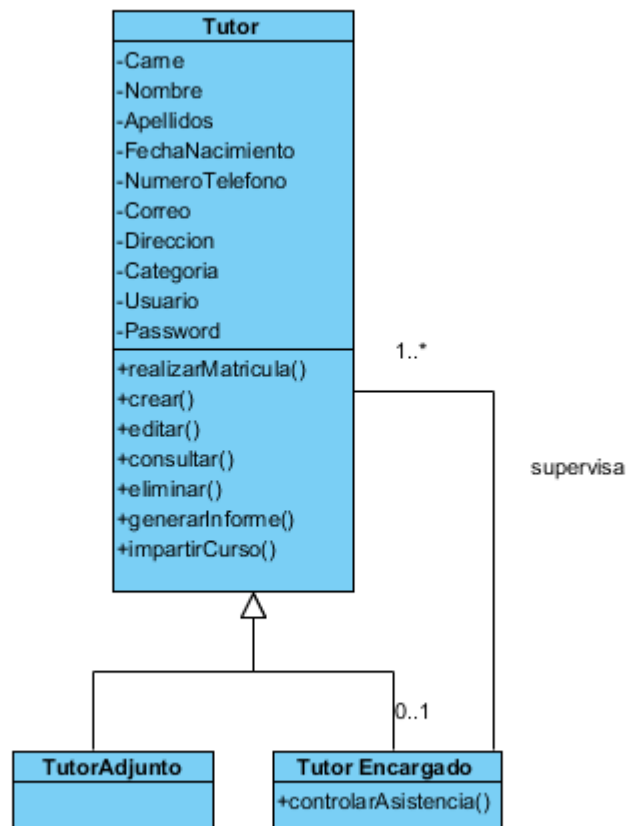 Tutor
-Carne
-Nombre
-Apellidos
-FechaNacimiento
-NumeroTelefono
-Correo
-Direccion
-Categoria
-Usuario
-Password
+realizarMatricula()
+crear()
+editar()
+consultar()
+eliminar()
+generarInforme()
+impartirCurso()
1..*
supervisa
0..1
TutorAdjunto
Tutor Encargado
+controlarAsistencia()